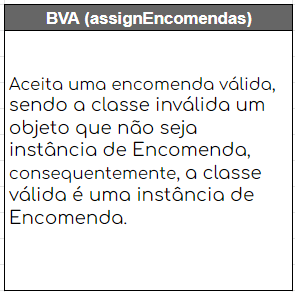 BVA (assignEncomendas)
Aceita uma encomenda válida,
sendo a classe inválida um
objeto que não seja
instância de Encomenda,
consequentemente, a classe
válida é uma instância de
Encomenda.